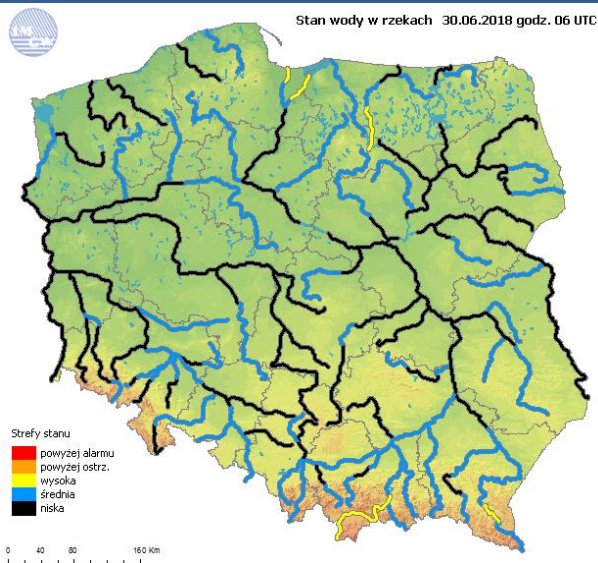 Stan wody w rzekach 30.06.2018 godz. 06 UTC
Strefy stanu
powyżej alarmu
powyżej ostrz.
wysoka
średnia
niska
0 40 80 160 Km